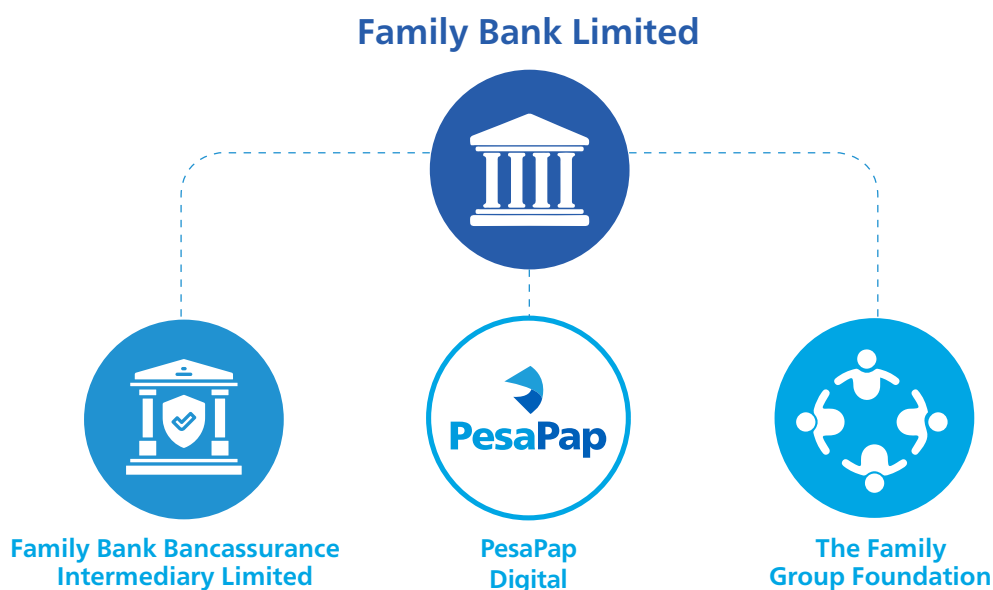 Family Bank Limited
PesaPap
Family Bank Bancassurance
Intermediary Limited
PesaPap
Digital
The Family
Group Foundation